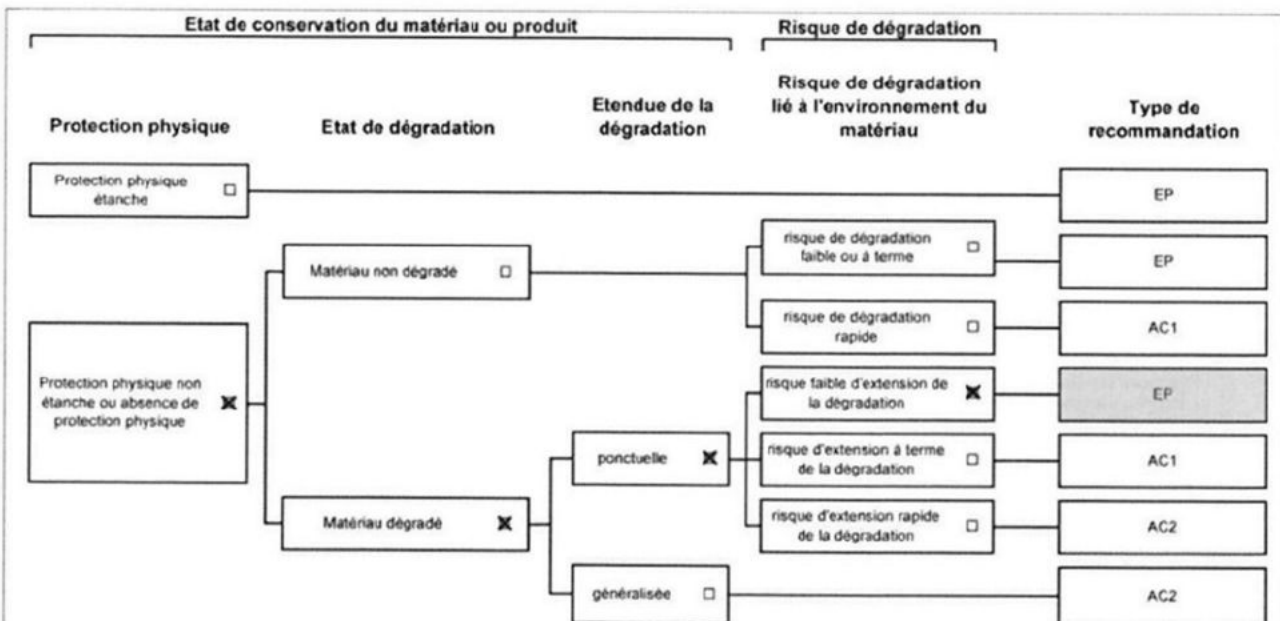 Etat de conservation du matériau ou produit
Risque de dégradation
Protection physique
Etat de dégradation
Etendue de la
dégradation
Risque de dégradation
lié à l'environnement du
matériau
Type de
recommandation
Protection physique
étanche
EP
Matériau non dégradé
risque de dégradation
faible ou à terme
EP
risque de dégradation
rapide
AC1
Protection physique non
étanche ou absence de
protection physique
risque faible d'extension de
la dégradation
EP
ponctuelle
risque d'extension à terme
de la dégradation
AC1
Matériau dégradé
risque d'extension rapide
de la dégradation
AC2
généralisée
AC2